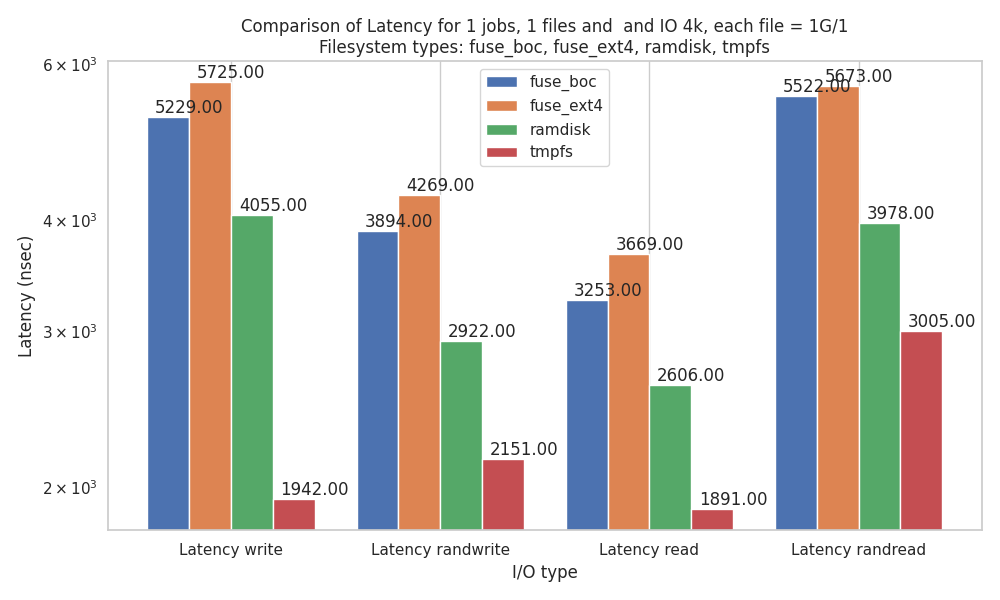 Comparison of Latency for 1 jobs, 1 files and  and IO 4k, each file = 1G/1
Filesystem types: fuse_boc, fuse_ext4, ramdisk, tmpfs
Latency (nsec)
6 × 10³
4 × 10³
3 × 10³
2 × 10³
fuse_boc
fuse_ext4
ramdisk
tmpfs
5229.00
5725.00
4055.00
1942.00
3894.00
4269.00
2922.00
2151.00
3253.00
3669.00
2606.00
1891.00
5522.00
5673.00
3978.00
3005.00
Latency write
Latency randwrite
Latency read
Latency randread
I/O type